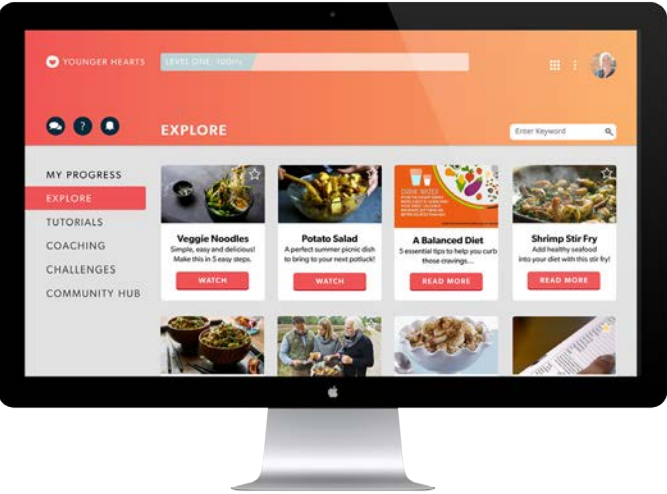 YOUNGER HEARTS
LEVEL ONE: 100Hs
?
EXPLORE
Enter Keyword
MY PROGRESS
EXPLORE
TUTORIALS
COACHING
CHALLENGES
COMMUNITY HUB
Veggie Noodles
Simple, easy and delicious!
Make this in 5 easy steps.
WATCH
Potato Salad
A perfect summer picnic dish
to bring to your next potluck!
WATCH
DRINK WATER
A Balanced Diet
5 essential tips to help you curb
those cravings...
READ MORE
Shrimp Stir Fry
Add healthy seafood
into your diet with this stir fry!
READ MORE